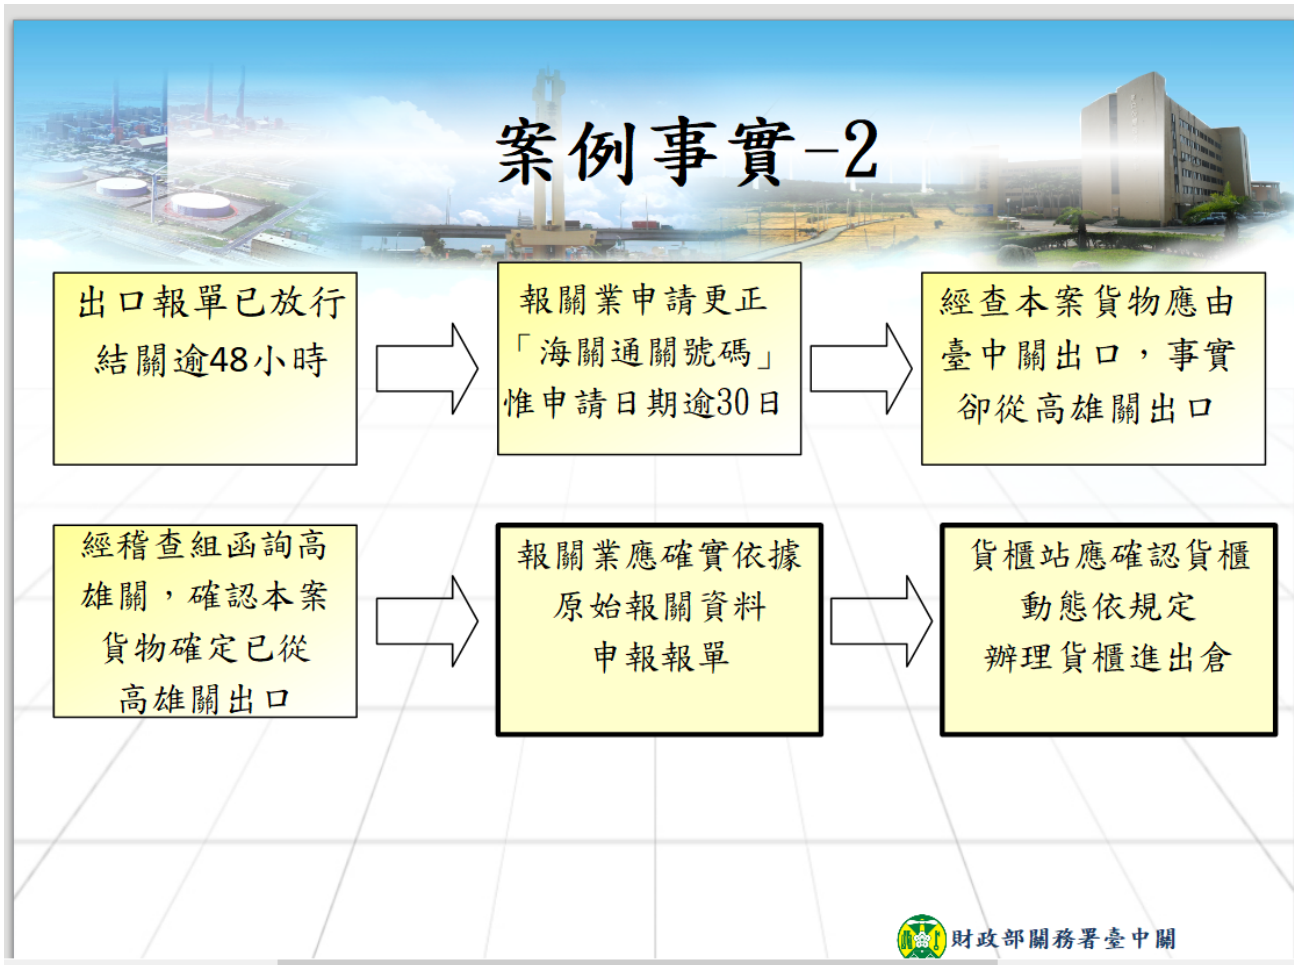 案例事實-2
出口報單已放行
結關逾48小時
報關業申請更正
「海關通關號碼」
惟申請日期逾30日
經查本案貨物應由
臺中關出口，事實
卻從高雄關出口
經稽查組函詢高
雄關，確認本案
貨物確定已從
高雄關出口
報關業應確實依據
原始報關資料
申報報單
貨櫃站應確認貨櫃
動態依規定
辦理貨櫃進出倉
財政部關務署臺中關